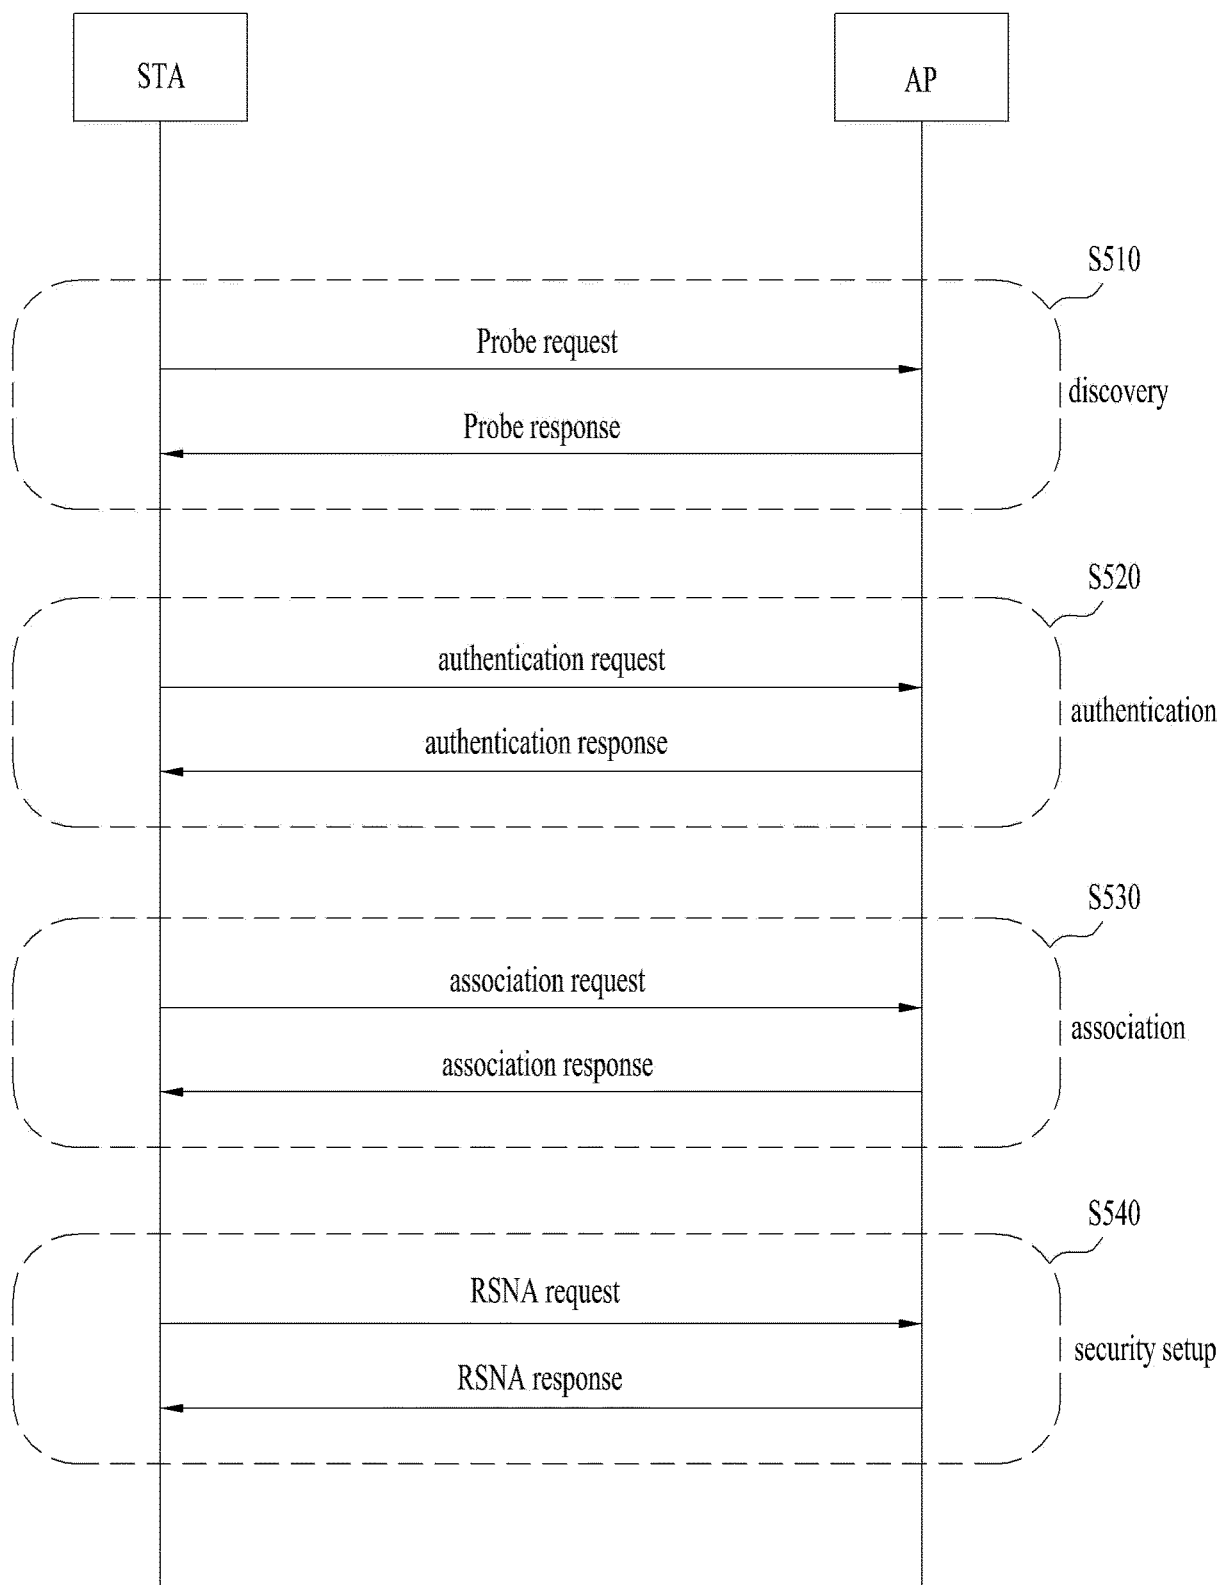 STA
AP
S510
Probe request
discovery
Probe response
S520
authentication request
authentication
authentication response
S530
association request
association
association response
S540
RSNA request
security setup
RSNA response